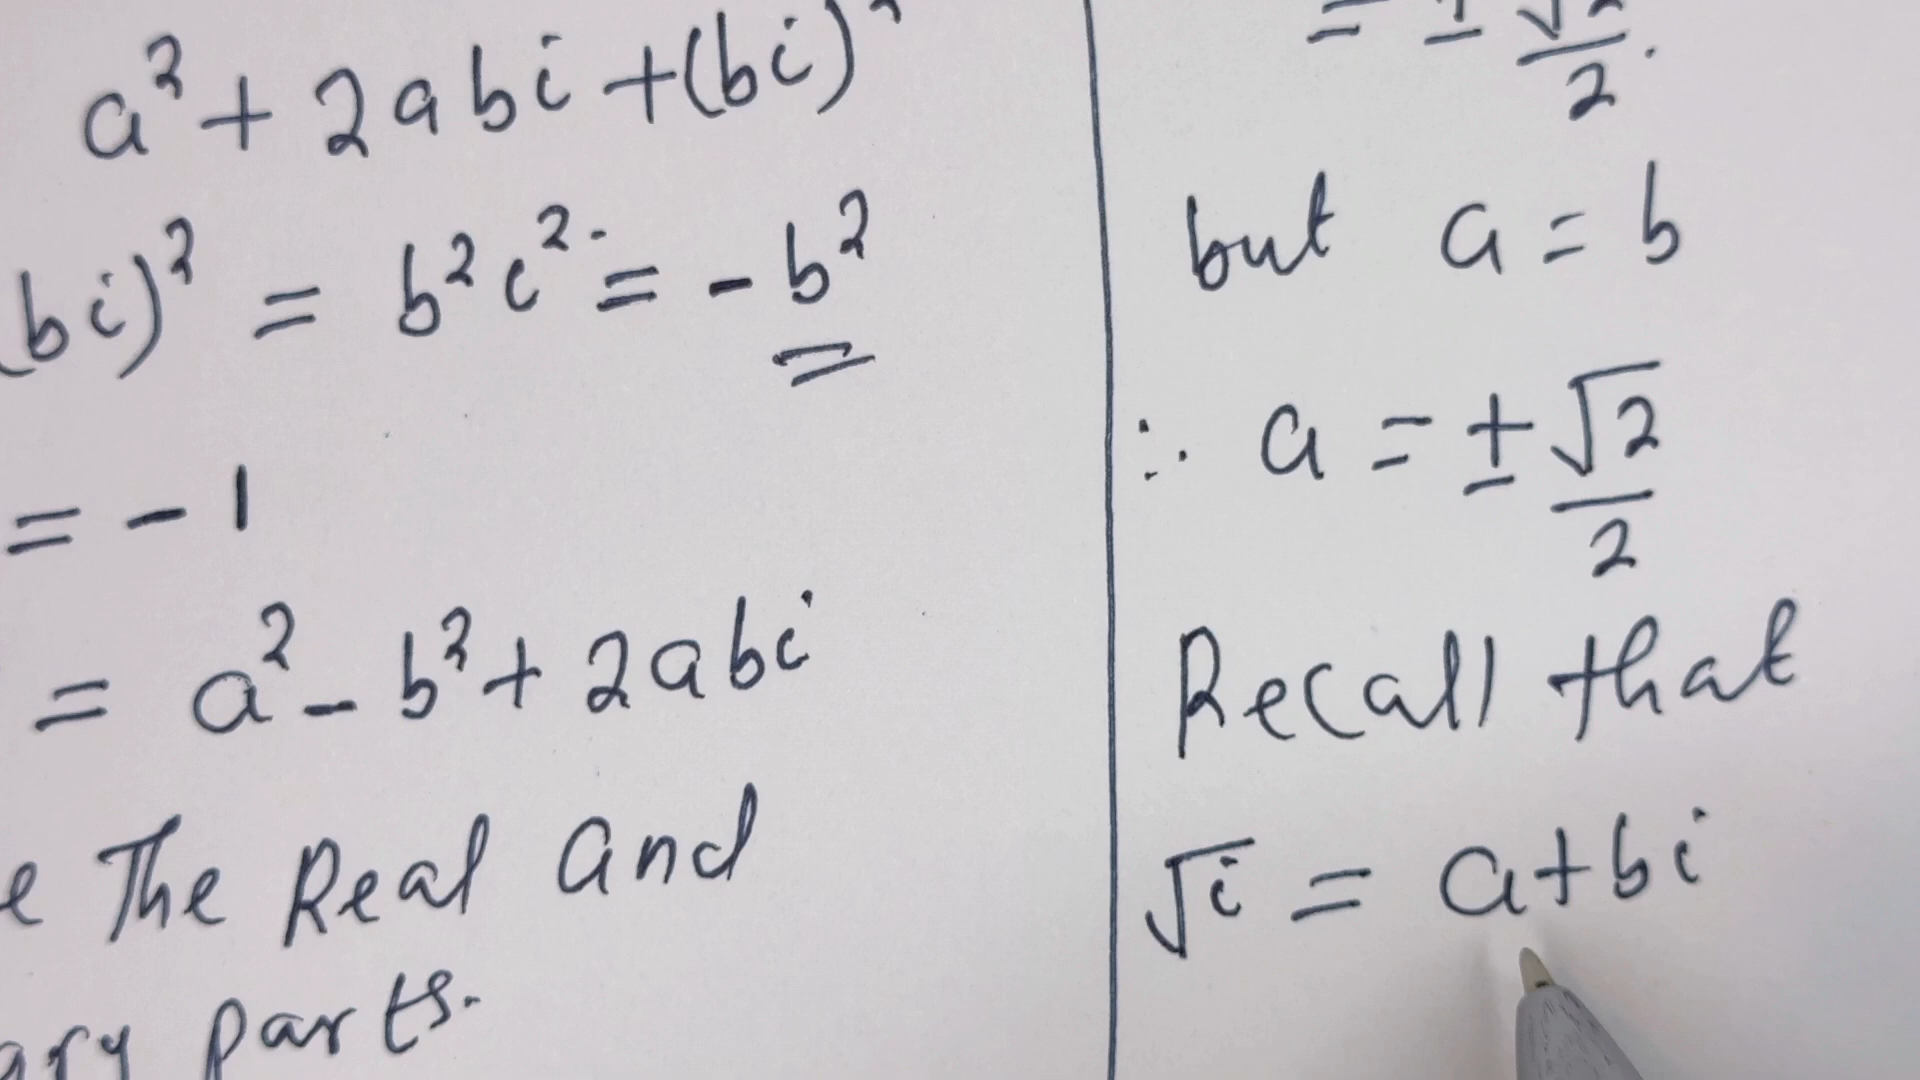 a² + 2abi + (bi)²
(bi)² = b²i² = -b²
= -1
= a² - b² + 2abi
e The Real and
ary parts.
= ± √2/2.
but a = b
∴ a = ± √2/2
Recall that
√i = a+bi